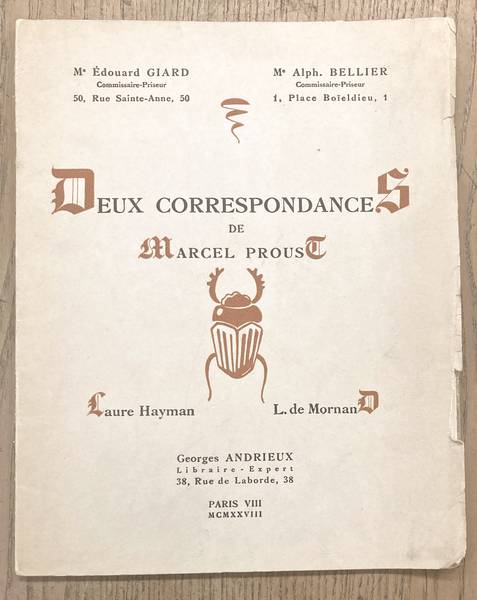 Me Édouard GIARD
Commissaire-Priseur
50, Rue Sainte-Anne, 50
Me Alph. BELLIER
Commissaire-Priseur
1, Place Boïeldieu, 1
DEUX CORRESPONDANCES
DE
MARCEL PROUST
Laure Hayman
L. de MornanD
Georges ANDRIEUX
Libraire-Expert
38, Rue de Laborde, 38
PARIS VIII
MCMXXVIII